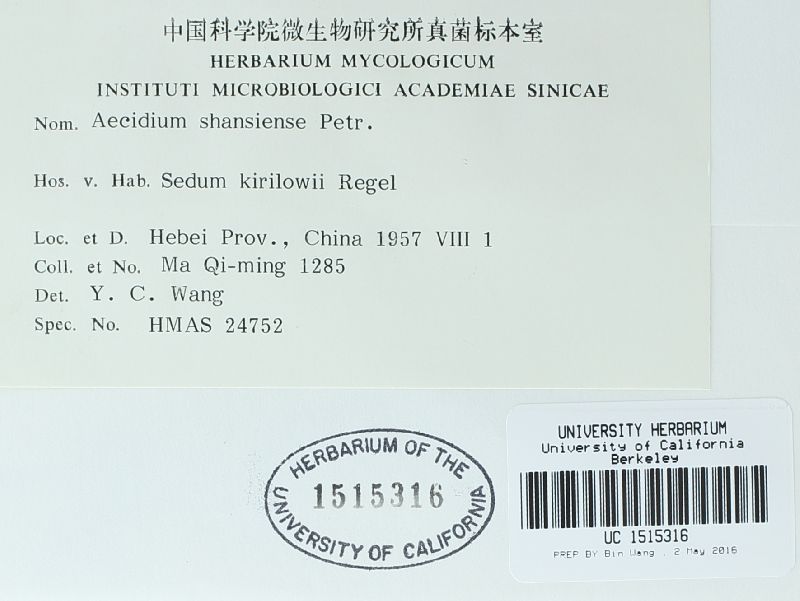 中国科学院微生物研究所真菌标本室
HERBARIUM MYCOLOGICUM
INSTITUTI MICROBIOLOGICI ACADEMIAE SINICAE
Nom. Aecidium shansiense Petr.
Hos. v. Hab. Sedum kirilowii Regel
Loc. et D. Hebei Prov., China 1957 VIII 1
Coll. et No. Ma Qi-ming 1285
Det. Y. C. Wang
Spec. No. HMAS 24752
HERBARIUM OF THE
1515316
UNIVERSITY OF CALIFORNIA
UNIVERSITY HERBARIUM
University of California
Berkeley
UC 1515316
PREP BY Bin Wang . 2 May 2016